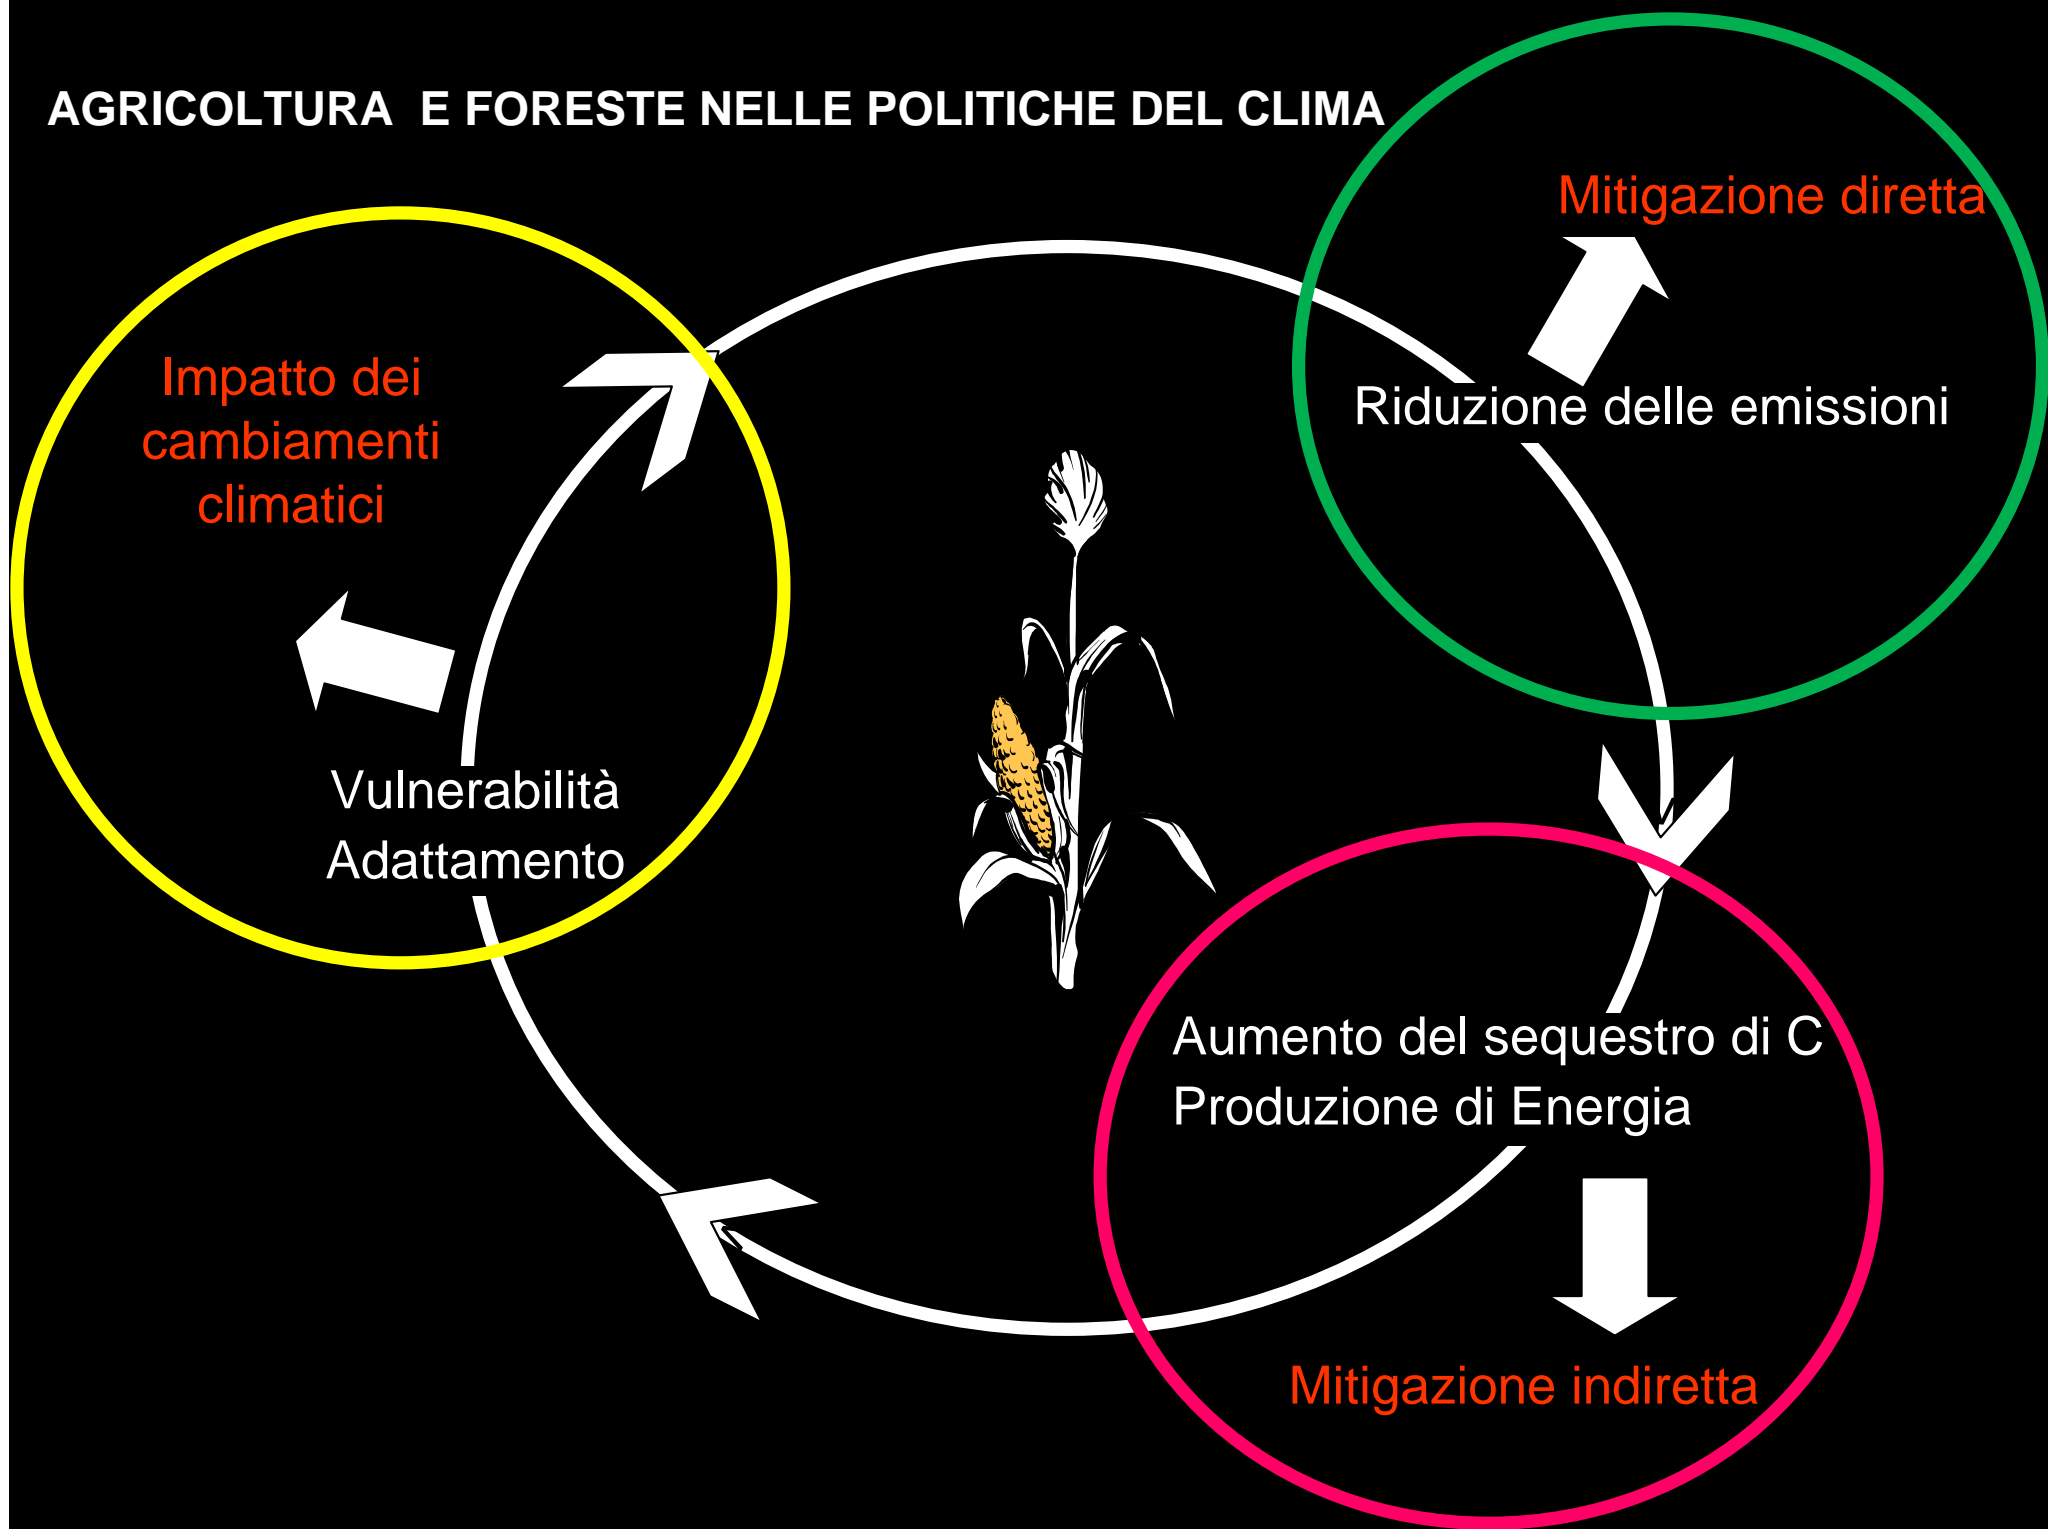 AGRICOLTURA E FORESTE NELLE POLITICHE DEL CLIMA
Mitigazione diretta
Riduzione delle emissioni
Impatto dei
cambiamenti
climatici
Vulnerabilità
Adattamento
Aumento del sequestro di C
Produzione di Energia
Mitigazione indiretta